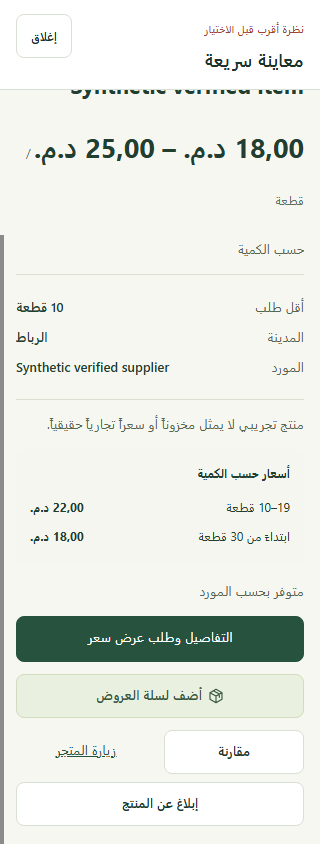 نظرة أقرب قبل الاختيار
معاينة سريعة
إغلاق
Synthetic verified item
18,00 د.م. – 25,00 د.م. /
قطعة
حسب الكمية
أقل طلب 10 قطعة
المدينة الرباط
المورد Synthetic verified supplier
منتج تجريبي لا يمثل مخزوناً أو سعراً تجارياً حقيقياً.
أسعار حسب الكمية
10–19 قطعة 22,00 د.م.
ابتداءً من 30 قطعة 18,00 د.م.
متوفر بحسب المورد
التفاصيل وطلب عرض سعر
أضف لسلة العروض
مقارنة زيارة المتجر
إبلاغ عن المنتج